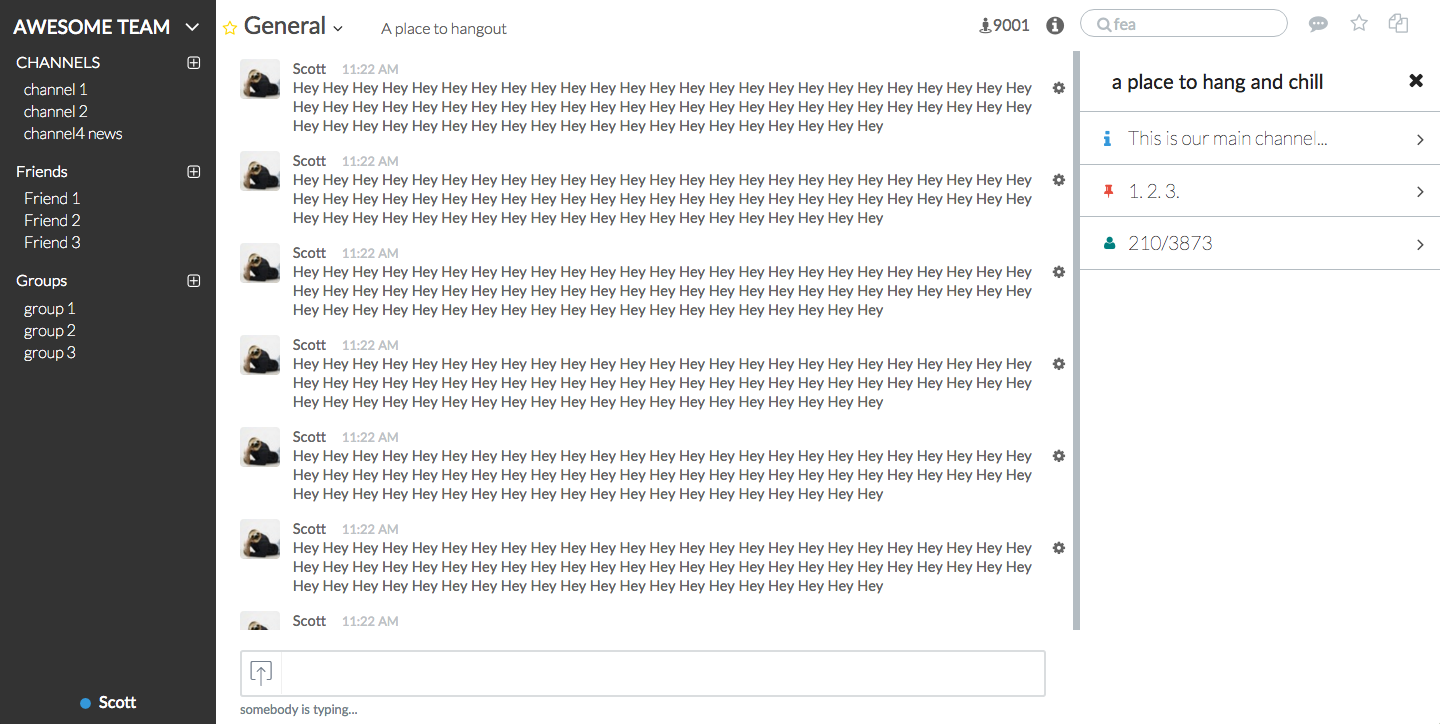 AWESOME TEAM
CHANNELS
channel 1
channel 2
channel4 news
Friends
Friend 1
Friend 2
Friend 3
Groups
group 1
group 2
group 3
Scott
General
A place to hangout
9001
fea
Scott 11:22 AM
Hey Hey Hey Hey Hey Hey Hey Hey Hey Hey Hey Hey Hey Hey Hey Hey Hey Hey Hey Hey Hey Hey Hey Hey Hey
Hey Hey Hey Hey Hey Hey Hey Hey Hey Hey Hey Hey Hey Hey Hey Hey Hey Hey Hey Hey Hey Hey Hey Hey Hey
Hey Hey Hey Hey Hey Hey Hey Hey Hey Hey Hey Hey Hey Hey Hey Hey Hey Hey Hey Hey
Scott 11:22 AM
Hey Hey Hey Hey Hey Hey Hey Hey Hey Hey Hey Hey Hey Hey Hey Hey Hey Hey Hey Hey Hey Hey Hey Hey Hey
Hey Hey Hey Hey Hey Hey Hey Hey Hey Hey Hey Hey Hey Hey Hey Hey Hey Hey Hey Hey Hey Hey Hey Hey Hey
Hey Hey Hey Hey Hey Hey Hey Hey Hey Hey Hey Hey Hey Hey Hey Hey Hey Hey Hey Hey
Scott 11:22 AM
Hey Hey Hey Hey Hey Hey Hey Hey Hey Hey Hey Hey Hey Hey Hey Hey Hey Hey Hey Hey Hey Hey Hey Hey Hey
Hey Hey Hey Hey Hey Hey Hey Hey Hey Hey Hey Hey Hey Hey Hey Hey Hey Hey Hey Hey Hey Hey Hey Hey Hey
Hey Hey Hey Hey Hey Hey Hey Hey Hey Hey Hey Hey Hey Hey Hey Hey Hey Hey Hey Hey
Scott 11:22 AM
Hey Hey Hey Hey Hey Hey Hey Hey Hey Hey Hey Hey Hey Hey Hey Hey Hey Hey Hey Hey Hey Hey Hey Hey Hey
Hey Hey Hey Hey Hey Hey Hey Hey Hey Hey Hey Hey Hey Hey Hey Hey Hey Hey Hey Hey Hey Hey Hey Hey Hey
Hey Hey Hey Hey Hey Hey Hey Hey Hey Hey Hey Hey Hey Hey Hey Hey Hey Hey Hey Hey
Scott 11:22 AM
Hey Hey Hey Hey Hey Hey Hey Hey Hey Hey Hey Hey Hey Hey Hey Hey Hey Hey Hey Hey Hey Hey Hey Hey Hey
Hey Hey Hey Hey Hey Hey Hey Hey Hey Hey Hey Hey Hey Hey Hey Hey Hey Hey Hey Hey Hey Hey Hey Hey Hey
Hey Hey Hey Hey Hey Hey Hey Hey Hey Hey Hey Hey Hey Hey Hey Hey Hey Hey Hey Hey
Scott 11:22 AM
Hey Hey Hey Hey Hey Hey Hey Hey Hey Hey Hey Hey Hey Hey Hey Hey Hey Hey Hey Hey Hey Hey Hey Hey Hey
Hey Hey Hey Hey Hey Hey Hey Hey Hey Hey Hey Hey Hey Hey Hey Hey Hey Hey Hey Hey Hey Hey Hey Hey Hey
Hey Hey Hey Hey Hey Hey Hey Hey Hey Hey Hey Hey Hey Hey Hey Hey Hey Hey Hey Hey
Scott 11:22 AM
somebody is typing...
a place to hang and chill
This is our main channel...
1. 2. 3.
210/3873